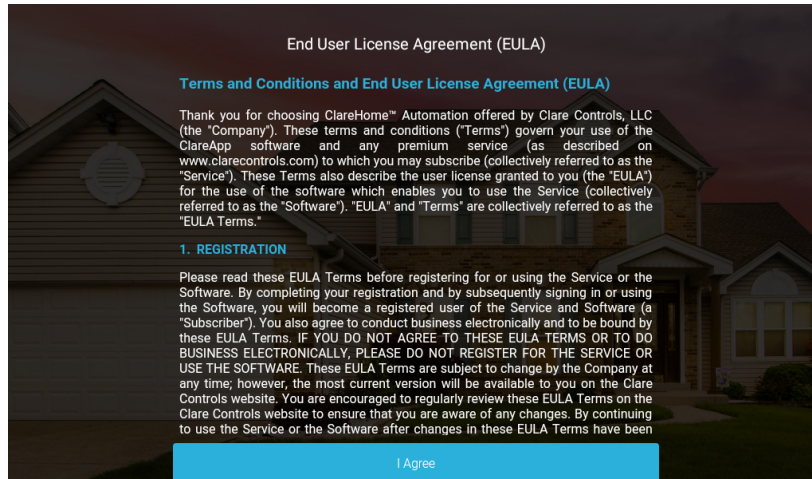 End User License Agreement (EULA)
Terms and Conditions and End User License Agreement (EULA)
Thank you for choosing ClareHome™ Automation offered by Clare Controls, LLC
(the "Company"). These terms and conditions ("Terms") govern your use of the
ClareApp software and any premium service (as described on
www.clarecontrols.com) to which you may subscribe (collectively referred to as the
"Service"). These Terms also describe the user license granted to you (the "EULA")
for the use of the software which enables you to use the Service (collectively
referred to as the "Software"). "EULA" and "Terms" are collectively referred to as the
"EULA Terms."
1. REGISTRATION
Please read these EULA Terms before registering for or using the Service or the
Software. By completing your registration and by subsequently signing in or using
the Software, you will become a registered user of the Service and Software (a
"Subscriber"). You also agree to conduct business electronically and to be bound by
these EULA Terms. IF YOU DO NOT AGREE TO THESE EULA TERMS OR TO DO
BUSINESS ELECTRONICALLY, PLEASE DO NOT REGISTER FOR THE SERVICE OR
USE THE SOFTWARE. These EULA Terms are subject to change by the Company at
any time; however, the most current version will be available to you on the Clare
Controls website. You are encouraged to regularly review these EULA Terms on the
Clare Controls website to ensure that you are aware of any changes. By continuing
to use the Service or the Software after changes in these EULA Terms have been
I Agree